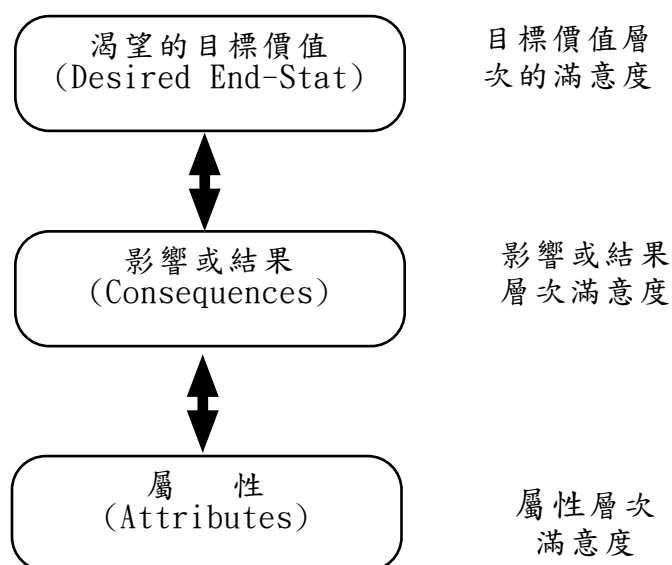 渴望的目標價值
(Desired End-Stat)
目標價值層
次的滿意度
影響或結果
(Consequences)
影響或結果
層次滿意度
屬 性
(Attributes)
屬性層次
滿意度